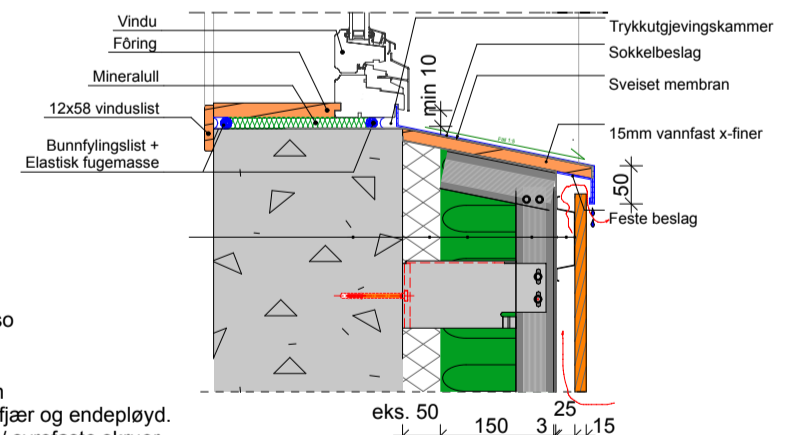 Vindu
Fôring
Mineralull
12x58 vinduslist
Bunnfylingslist +
Elastisk fugemasse
Trykkutgjevingskammer
Sokkelbeslag
Sveiset membran
15mm vannfast x-finer
Feste beslag
min 10
50
so
n
fjær og endepløyd.
eks. 50
150
3
25
15